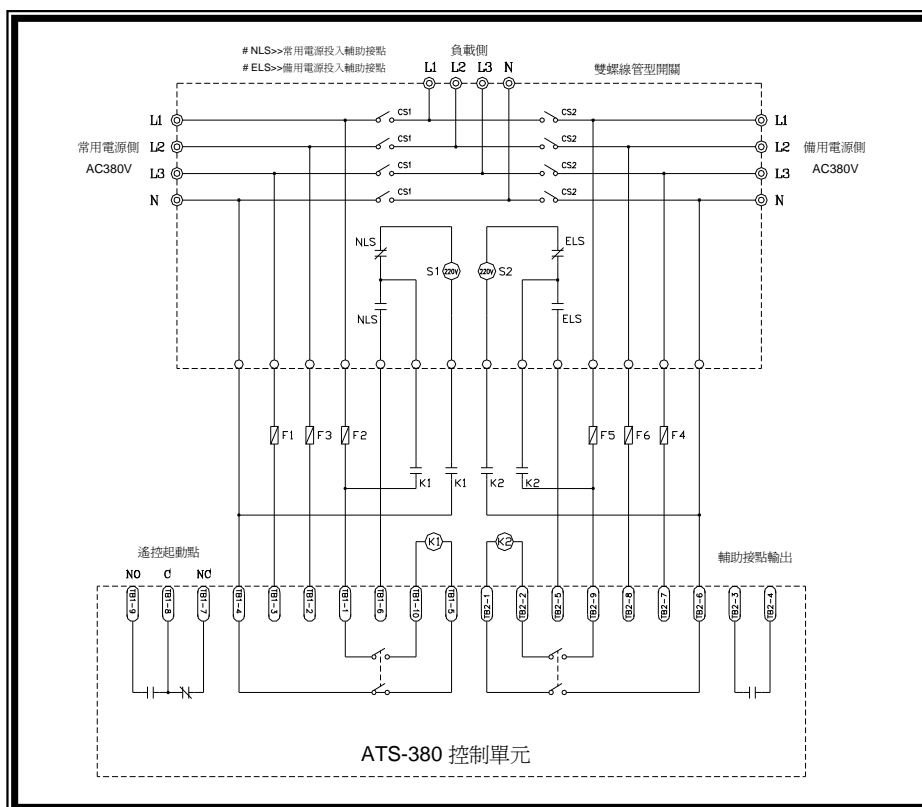 # NLS>>常用電源投入輔助接點
# ELS>>備用電源投入輔助接點
負載側
雙螺線管型開關
L1 L2 L3 N
L1 CS1 CS2 L1
常用電源側 L2 CS1 CS2 L2 備用電源側
AC380V L3 CS1 CS2 L3 AC380V
N CS1 CS2 N
NLS ELS
S1 220V 220V S2
NLS ELS
F1 F3 F2 F5 F6 F4
K1 K1 K2 K2
遙控起動點 K1 K2 輔助接點輸出
NO C NC
TB1-9 TB1-8 TB1-7 TB1-4 TB1-3 TB1-2 TB1-1 TB1-6 TB1-10 TB1-5 TB2-1 TB2-2 TB2-5 TB2-9 TB2-8 TB2-7 TB2-6 TB2-3 TB2-4
ATS-380 控制單元